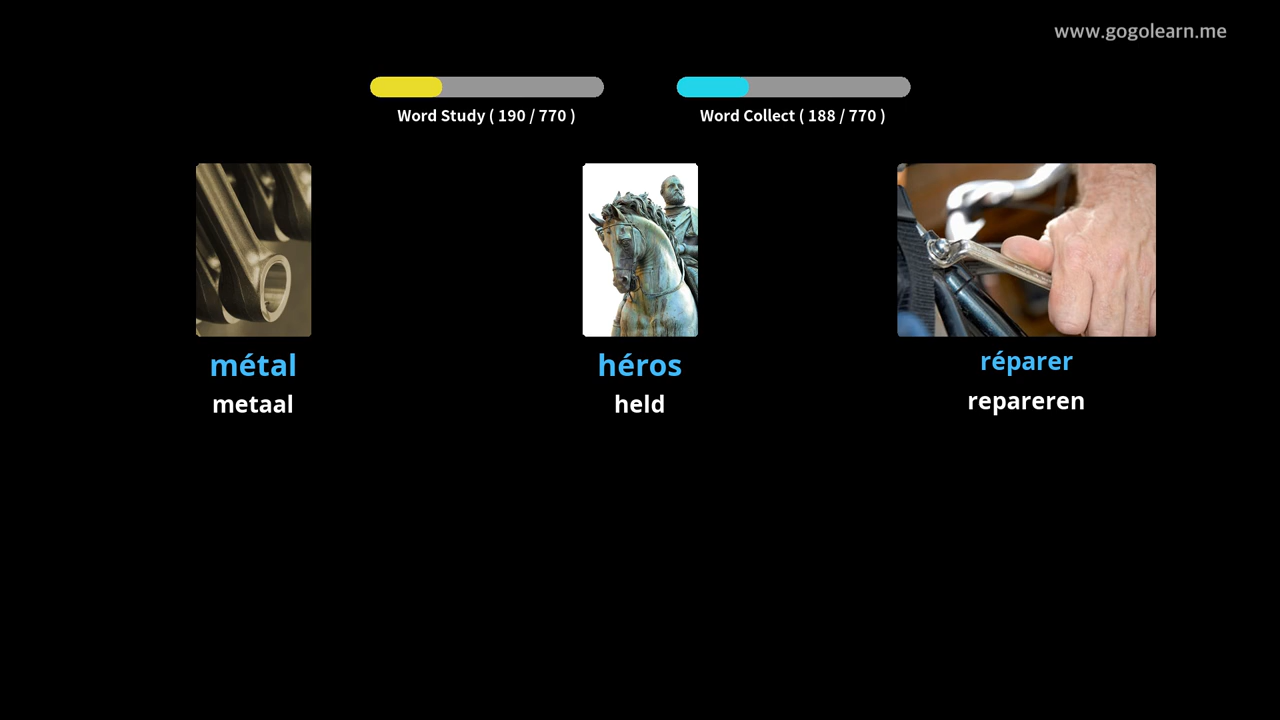 www.gogolearn.me
Word Study ( 190 / 770 )
Word Collect ( 188 / 770 )
métal
metaal
héros
held
réparer
repareren